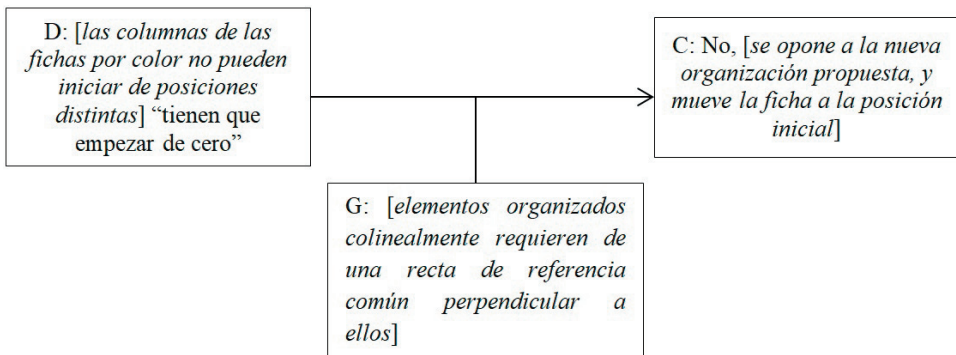 D: [las columnas de las
fichas por color no pueden
iniciar de posiciones
distintas] “tienen que
empezar de cero”
C: No, [se opone a la nueva
organización propuesta, y
mueve la ficha a la posición
inicial]
G: [elementos organizados
colinealmente requieren de
una recta de referencia
común perpendicular a
ellos]